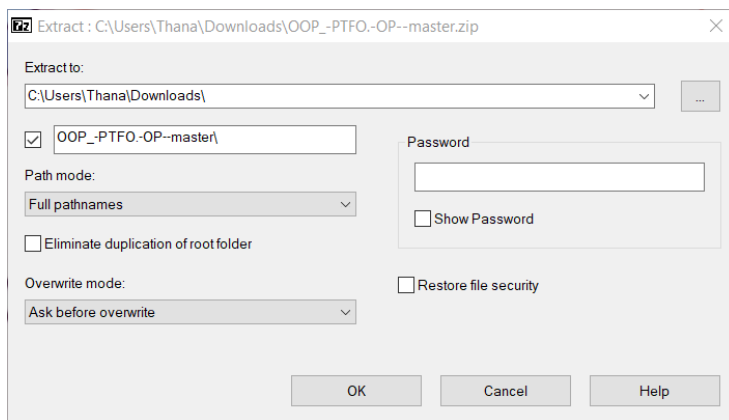 7z Extract : C:\Users\Thana\Downloads\OOP_-PTFO.-OP--master.zip
Extract to:
C:\Users\Thana\Downloads\
...
OOP_-PTFO.-OP--master\
Password
Path mode:
Full pathnames
Show Password
Eliminate duplication of root folder
Overwrite mode:
Restore file security
Ask before overwrite
OK Cancel Help